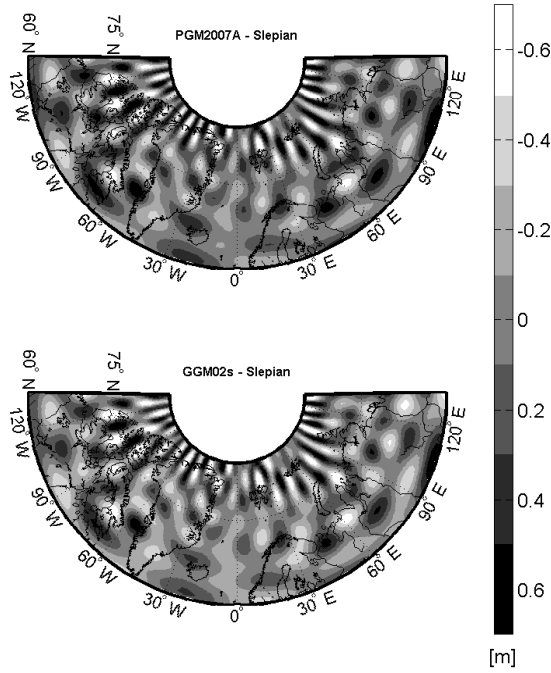 PGM2007A - Slepian
60° N
75° N
120° W
90° W
60° W
30° W
0°
30° E
60° E
90° E
120° E
GGM02s - Slepian
60° N
75° N
120° W
90° W
60° W
30° W
0°
30° E
60° E
90° E
120° E
-0.6
-0.4
-0.2
0
0.2
0.4
0.6
[m]